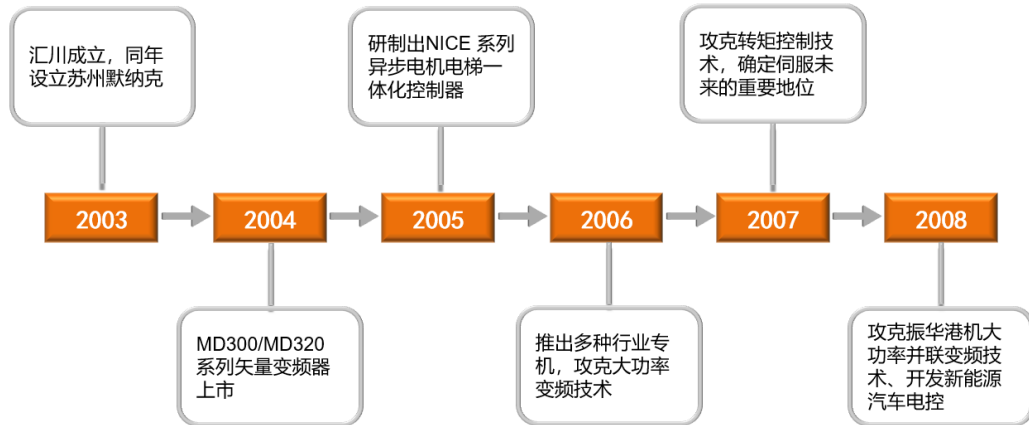 汇川成立，同年
设立苏州默纳克
研制出NICE 系列
异步电机电梯一
体化控制器
攻克转矩控制技
术，确定伺服未
来的重要地位
2003
2004
2005
2006
2007
2008
MD300/MD320
系列矢量变频器
上市
推出多种行业专
机，攻克大功率
变频技术
攻克振华港机大
功率并联变频技
术、开发新能源
汽车电控